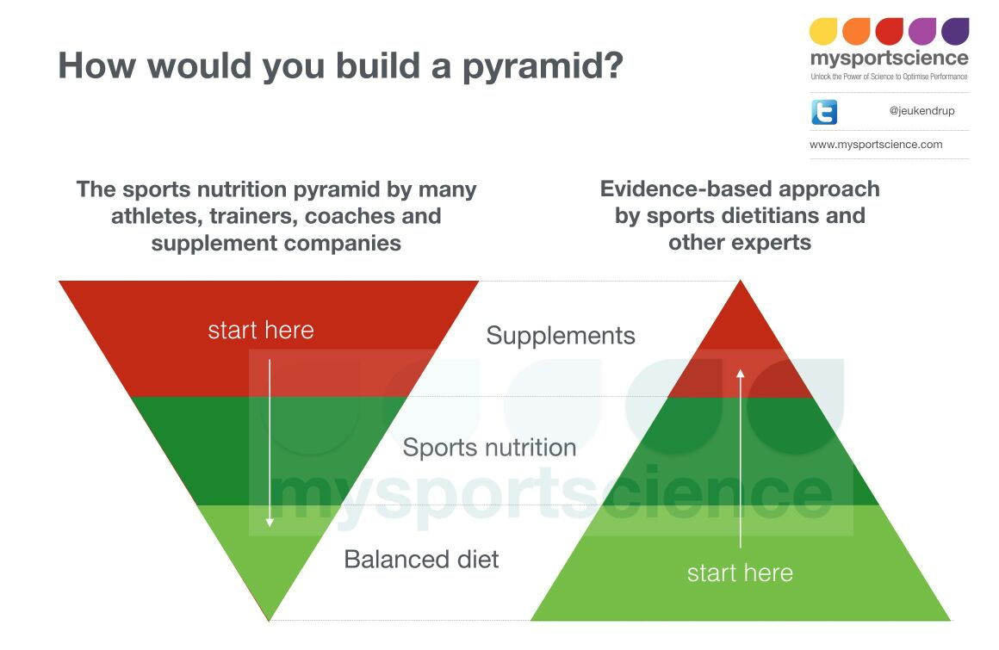 How would you build a pyramid?
mysportscience
Unlock the Power of Science to Optimise Performance
@jeukendrup
www.mysportscience.com
The sports nutrition pyramid by many
athletes, trainers, coaches and
supplement companies
Evidence-based approach
by sports dietitians and
other experts
start here
Supplements
Sports nutrition
mysportscience
Balanced diet
start here